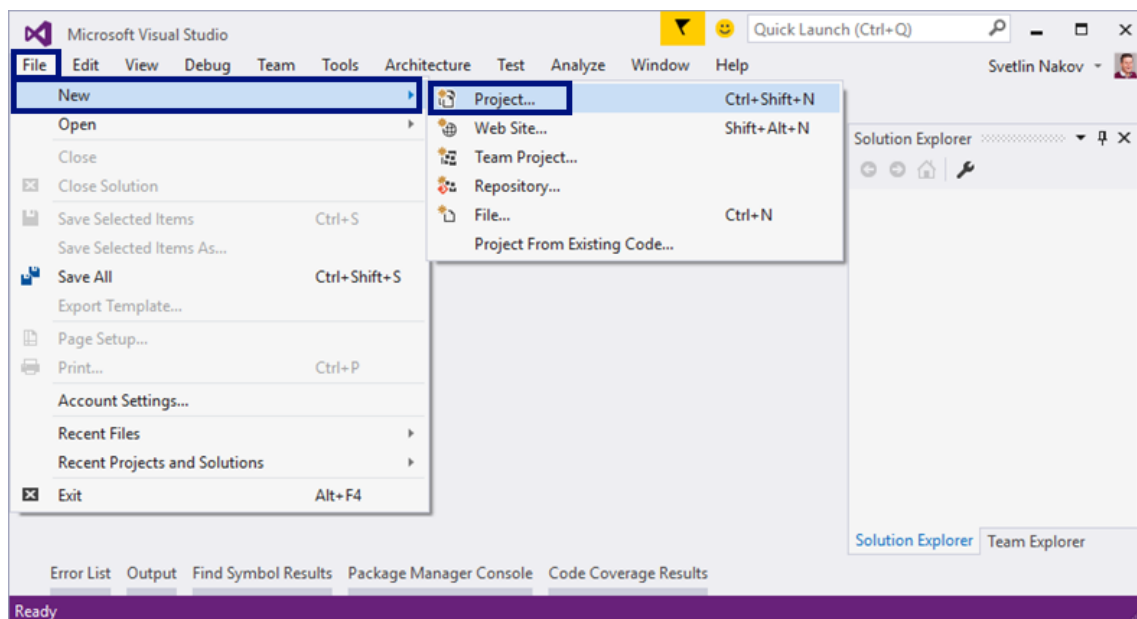 Microsoft Visual Studio
Quick Launch (Ctrl+Q)
File Edit View Debug Team Tools Architecture Test Analyze Window Help
Svetlin Nakov
New
Project... Ctrl+Shift+N
Open
Web Site... Shift+Alt+N
Close
Team Project...
Close Solution
Repository...
Save Selected Items Ctrl+S
File... Ctrl+N
Save Selected Items As...
Project From Existing Code...
Save All Ctrl+Shift+S
Export Template...
Page Setup...
Print... Ctrl+P
Account Settings...
Recent Files
Recent Projects and Solutions
Exit Alt+F4
Solution Explorer
Solution Explorer Team Explorer
Error List Output Find Symbol Results Package Manager Console Code Coverage Results
Ready